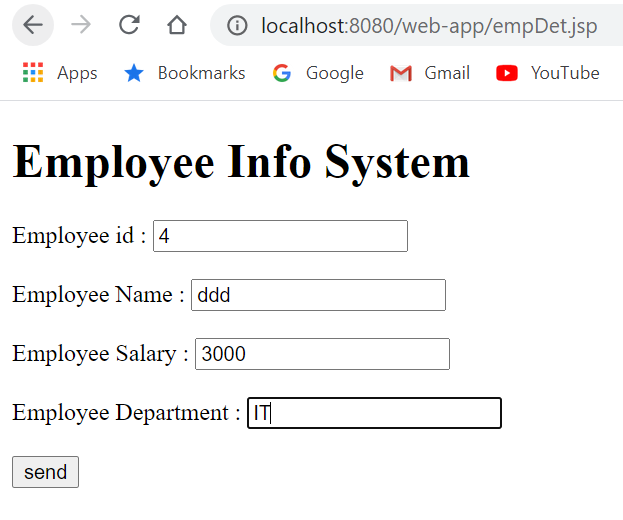 localhost:8080/web-app/empDet.jsp
Apps Bookmarks Google Gmail YouTube
Employee Info System
Employee id : 4
Employee Name : ddd
Employee Salary : 3000
Employee Department : IT
send